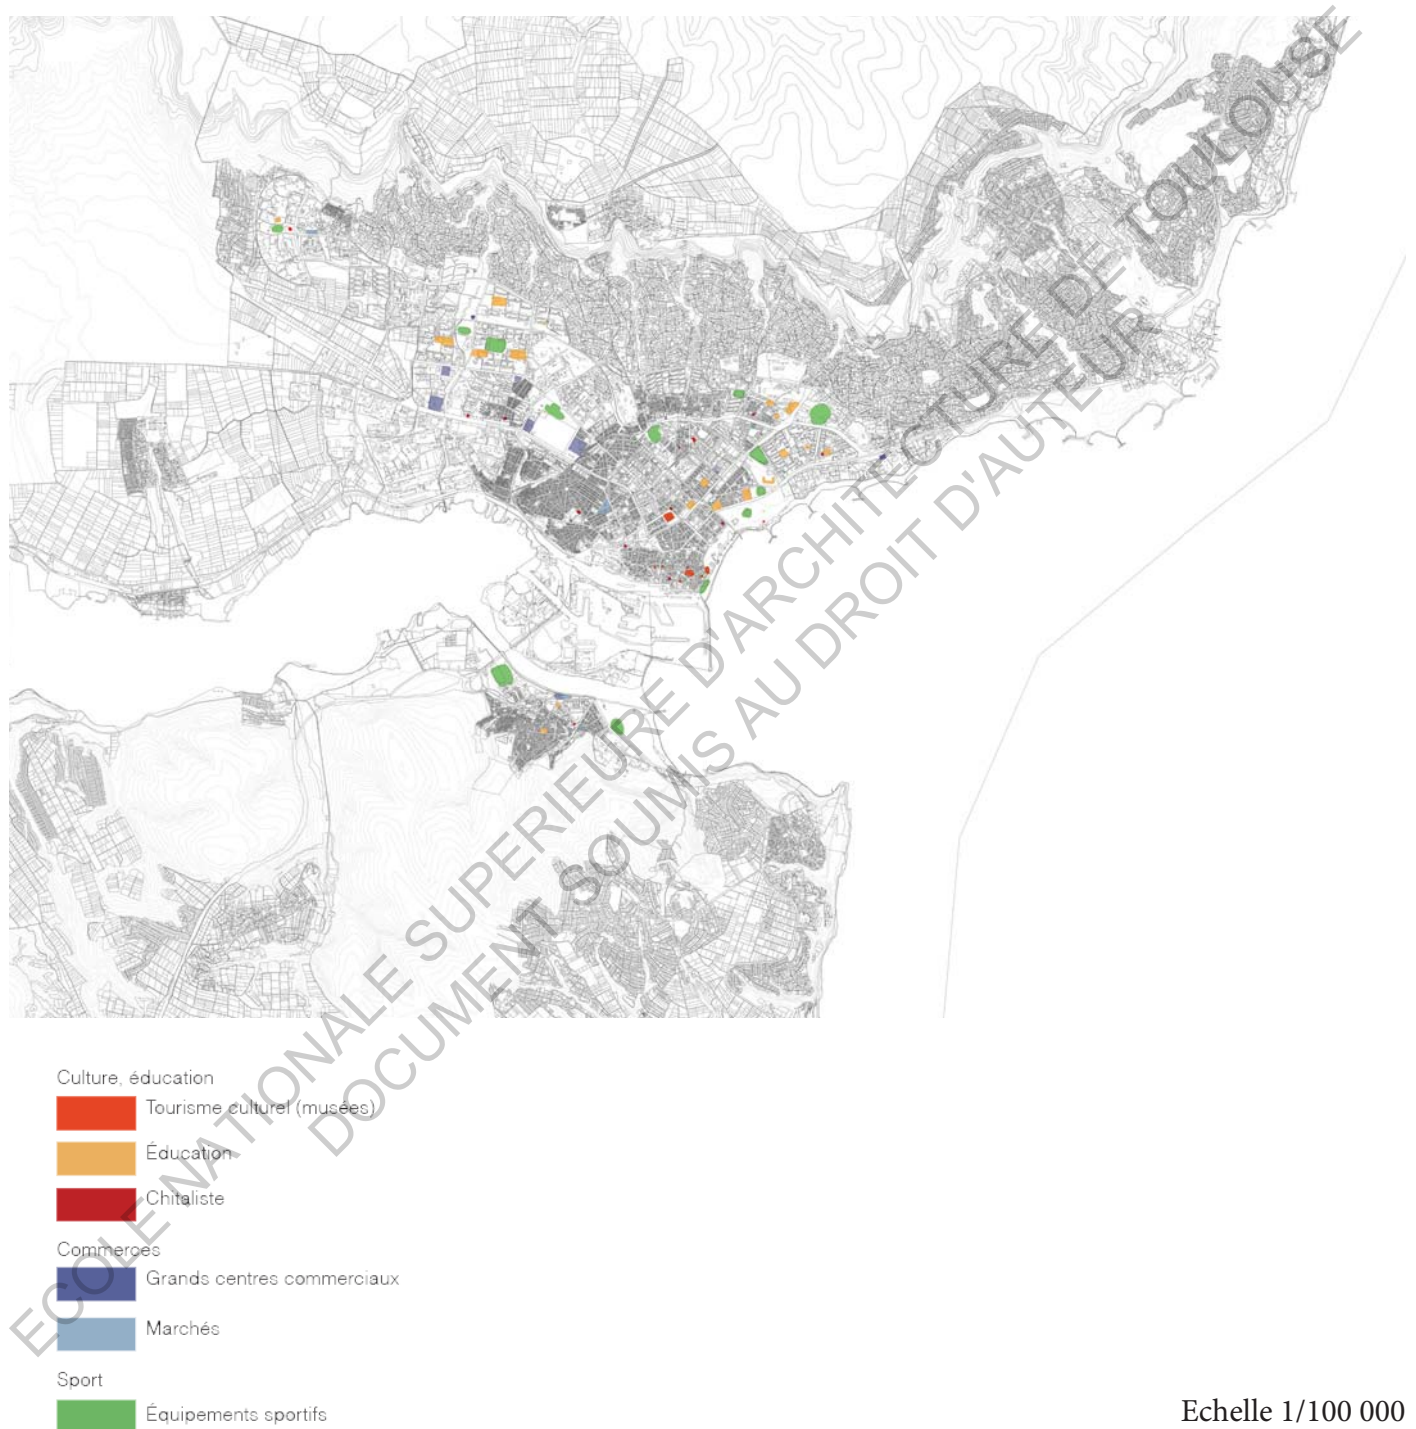 Culture, éducation
Tourisme culturel (musées)
Éducation
Chitaliste
Commerces
Grands centres commerciaux
Marchés
Sport
Équipements sportifs
Echelle 1/100 000
ECOLE NATIONALE SUPERIEURE D'ARCHITECTURE DE TOULOUSE
DOCUMENT SOUMIS AU DROIT D'AUTEUR